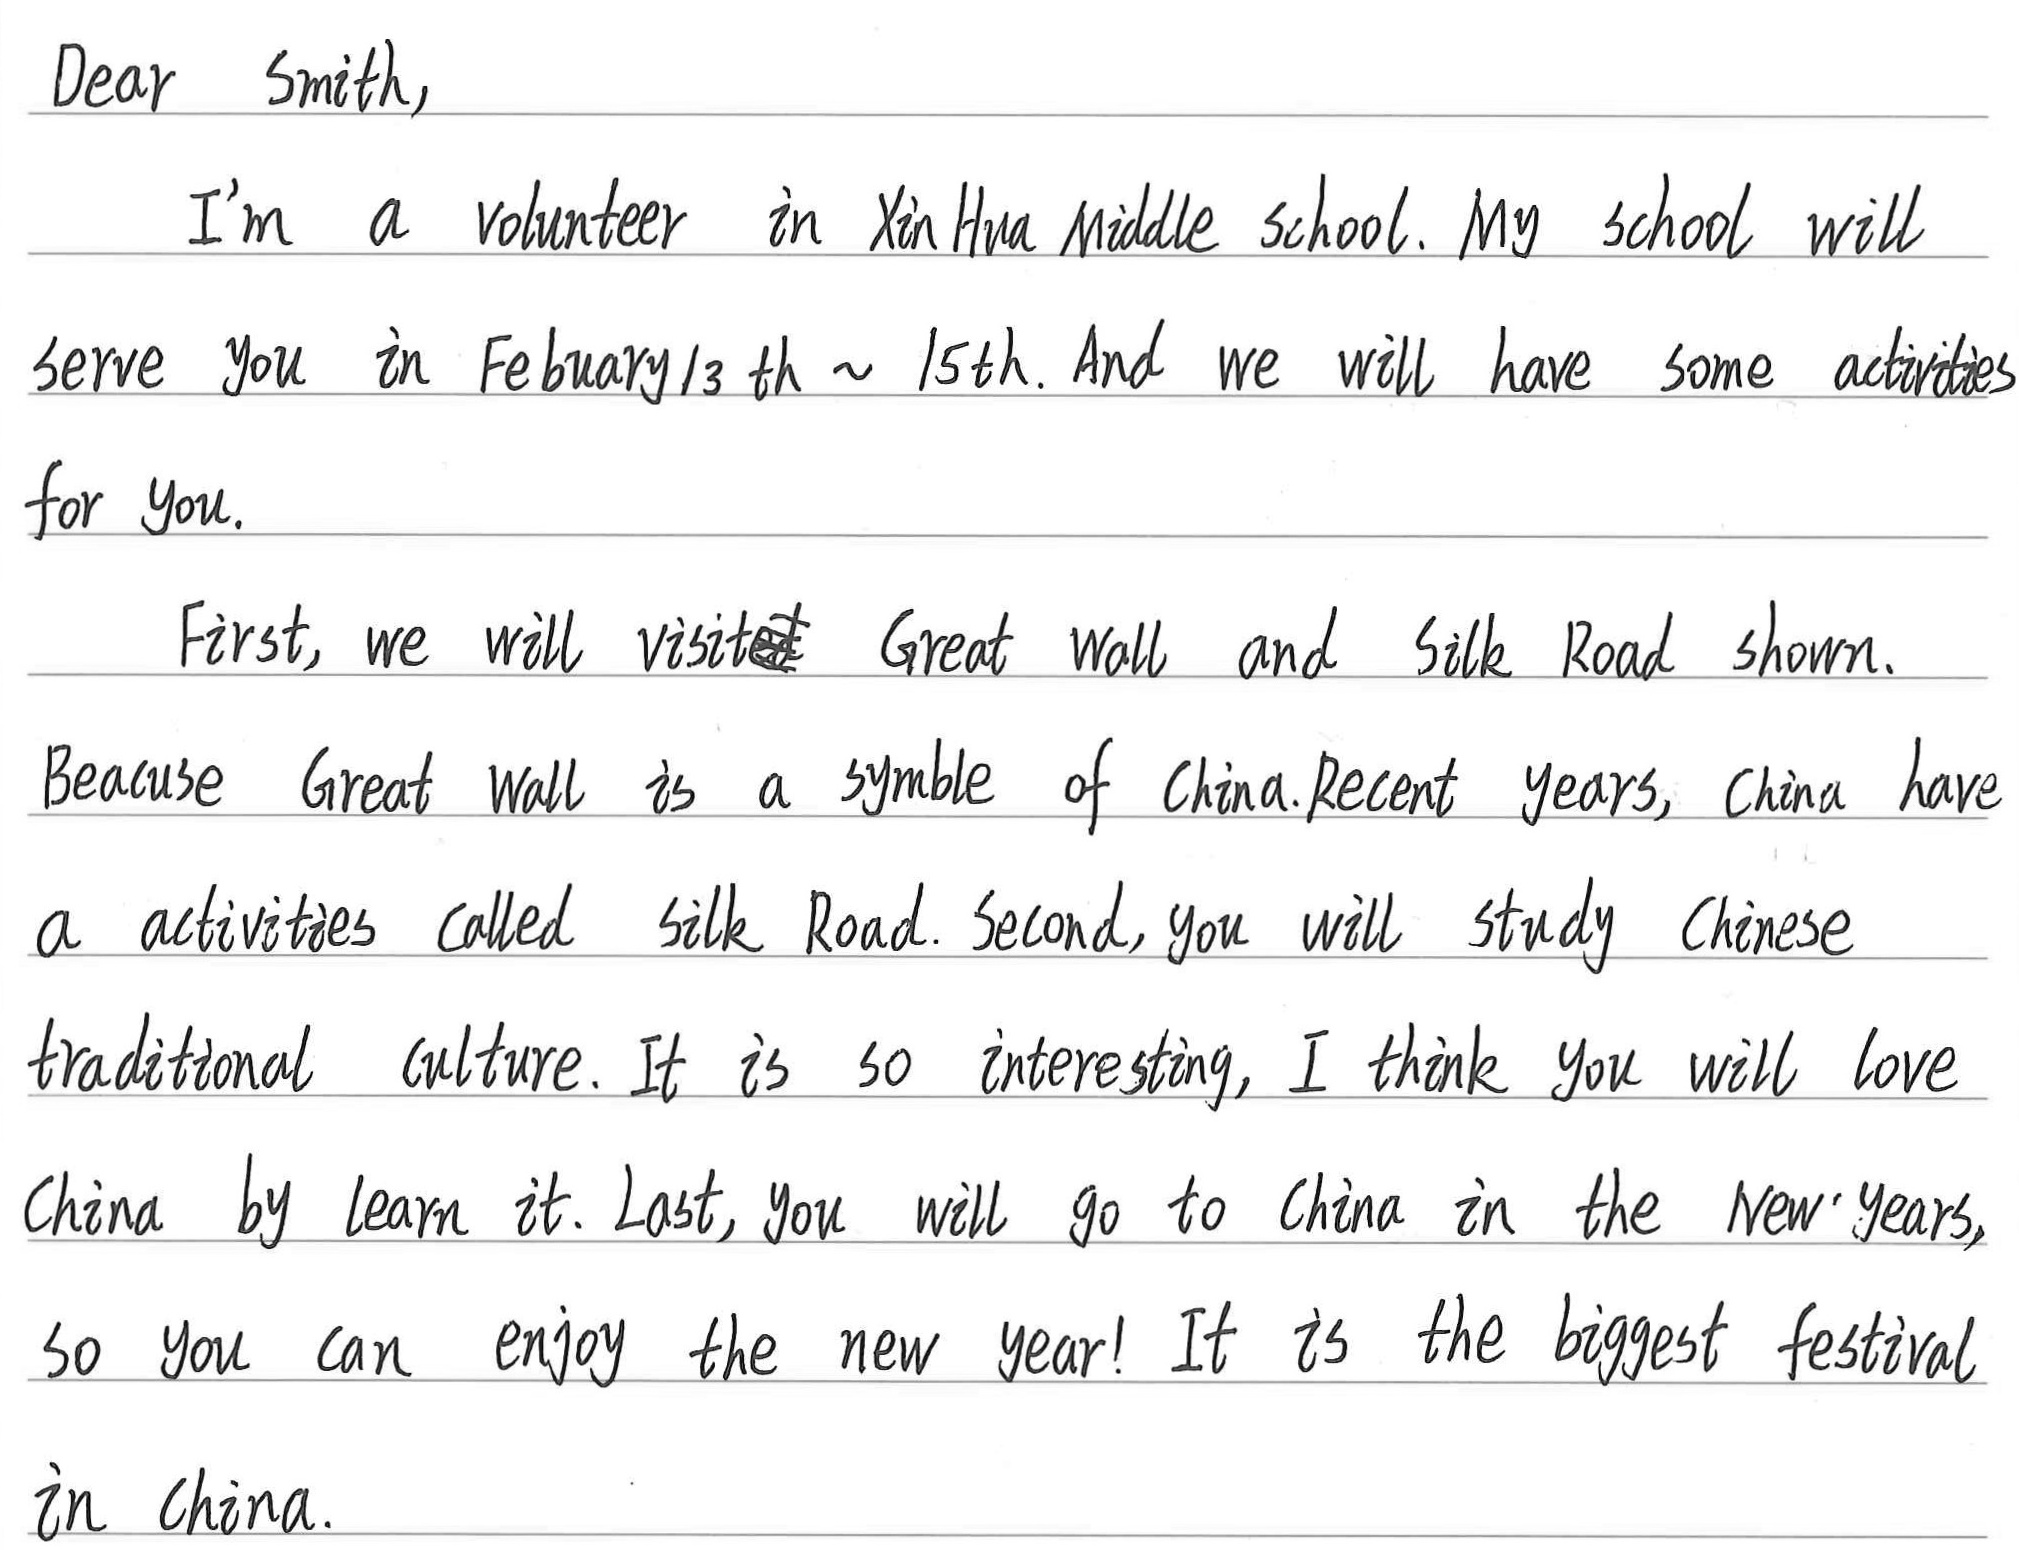 Dear Smith,
I'm a volunteer in Xin Hua Middle school. My school will
serve you in Febuary 13 th ~ 15th. And we will have some activities
for you.
First, we will visit Great Wall and Silk Road shown.
Beacuse Great Wall is a symble of China. Recent years, China have
a activities called Silk Road. Second, you will study Chinese
traditional culture. It is so interesting, I think you will love
China by learn it. Last, you will go to China in the New years,
so you can enjoy the new year! It is the biggest festival
in China.